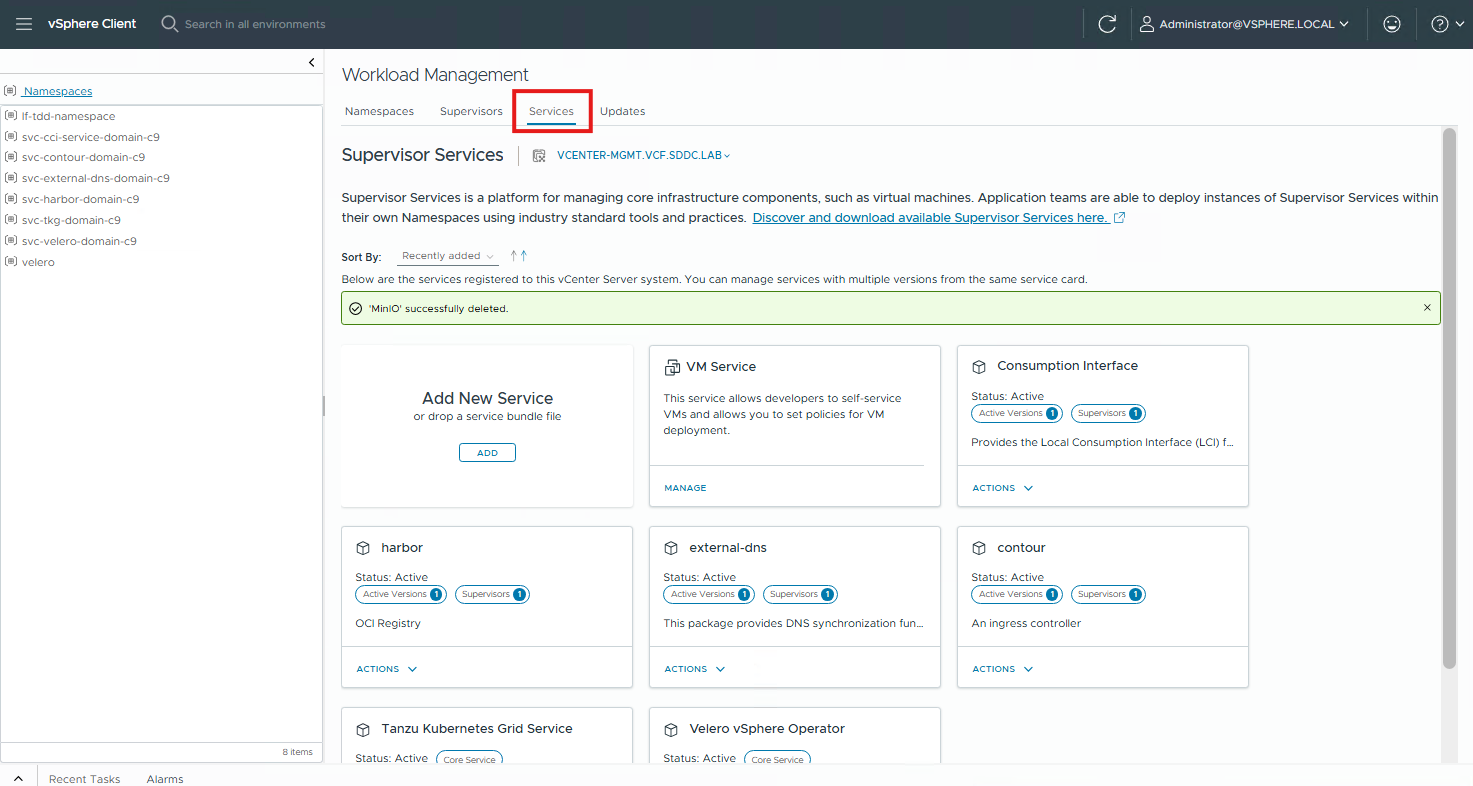 vSphere Client
Search in all environments
Administrator@VSPHERE.LOCAL
Namespaces
lf-tdd-namespace
svc-cci-service-domain-c9
svc-contour-domain-c9
svc-external-dns-domain-c9
svc-harbor-domain-c9
svc-tkg-domain-c9
svc-velero-domain-c9
velero
8 items
Workload Management
Namespaces Supervisors Services Updates
Supervisor Services
VCENTER-MGMT.VCF.SDDC.LAB
Supervisor Services is a platform for managing core infrastructure components, such as virtual machines. Application teams are able to deploy instances of Supervisor Services within
their own Namespaces using industry standard tools and practices. Discover and download available Supervisor Services here.
Sort By: Recently added
Below are the services registered to this vCenter Server system. You can manage services with multiple versions from the same service card.
'MinIO' successfully deleted.
Add New Service
or drop a service bundle file
ADD
VM Service
This service allows developers to self-service
VMs and allows you to set policies for VM
deployment.
MANAGE
Consumption Interface
Status: Active
Active Versions 1 Supervisors 1
Provides the Local Consumption Interface (LCI) f...
ACTIONS
harbor
Status: Active
Active Versions 1 Supervisors 1
OCI Registry
ACTIONS
external-dns
Status: Active
Active Versions 1 Supervisors 1
This package provides DNS synchronization fun...
ACTIONS
contour
Status: Active
Active Versions 1 Supervisors 1
An ingress controller
ACTIONS
Tanzu Kubernetes Grid Service
Status: Active Core Service
Velero vSphere Operator
Status: Active Core Service
Recent Tasks Alarms